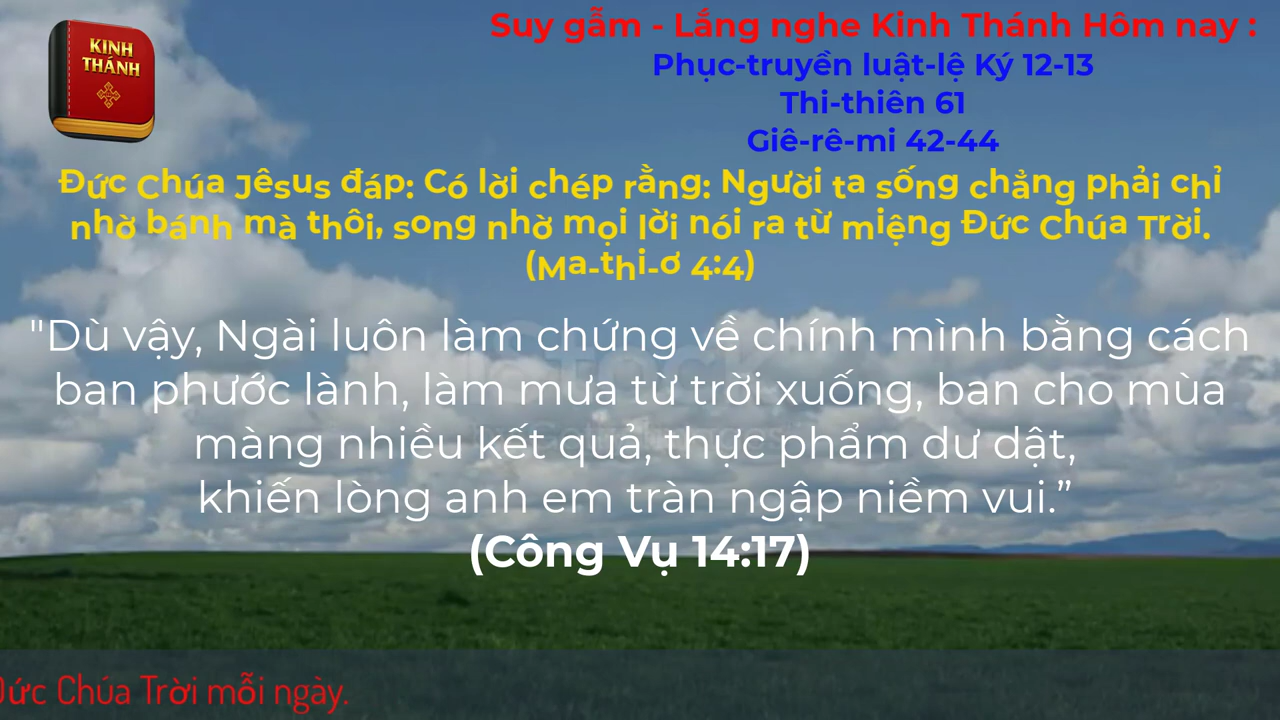 KINH
THÁNH
Suy gẫm - Lắng nghe Kinh Thánh Hôm nay :
Phục-truyền luật-lệ Ký 12-13
Thi-thiên 61
Giê-rê-mi 42-44
Đức Chúa Jêsus đáp: Có lời chép rằng: Người ta sống chẳng phải chỉ
nhờ bánh mà thôi, song nhờ mọi lời nói ra từ miệng Đức Chúa Trời.
(Ma-thi-ơ 4:4)
"Dù vậy, Ngài luôn làm chứng về chính mình bằng cách
ban phước lành, làm mưa từ trời xuống, ban cho mùa
màng nhiều kết quả, thực phẩm dư dật,
khiến lòng anh em tràn ngập niềm vui.”
(Công Vụ 14:17)
Đức Chúa Trời mỗi ngày.